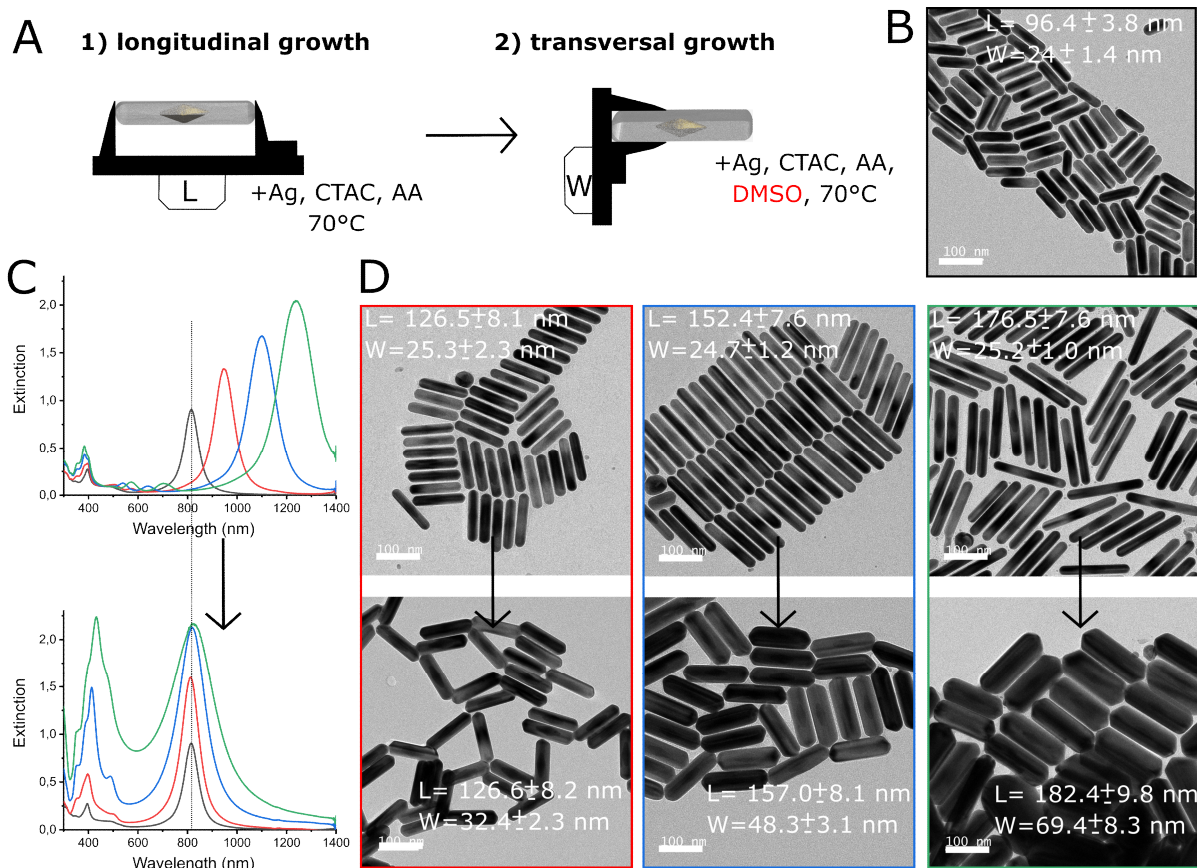 A
1) longitudinal growth
2) transversal growth
L
+Ag, CTAC, AA
70°C
W
+Ag, CTAC, AA,
DMSO, 70°C
B
L= 96.4±3.8 nm
W=24±1.4 nm
100 nm
C
Extinction
2,0
1,5
1,0
0,5
0,0
400 600 800 1000 1200 1400
Wavelength (nm)
Extinction
2,0
1,5
1,0
0,5
0,0
400 600 800 1000 1200 1400
Wavelength (nm)
D
L= 126.5±8.1 nm
W=25.3±2.3 nm
100 nm
L= 152.4±7.6 nm
W=24.7±1.2 nm
100 nm
L= 176.5±7.6 nm
W=25.2±1.0 nm
100 nm
L= 126.6±8.2 nm
W=32.4±2.3 nm
100 nm
L= 157.0±8.1 nm
W=48.3±3.1 nm
100 nm
L= 182.4±9.8 nm
W=69.4±8.3 nm
100 nm